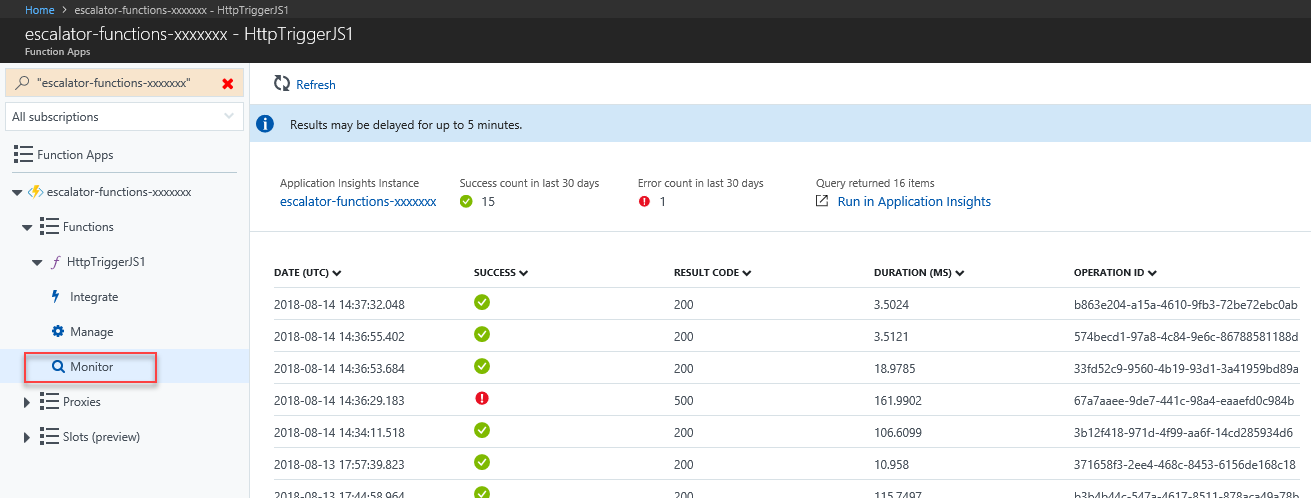 Home > escalator-functions-xxxxxxx - HttpTriggerJS1
escalator-functions-xxxxxxx - HttpTriggerJS1
Function Apps
"escalator-functions-xxxxxxx"
All subscriptions
Function Apps
escalator-functions-xxxxxxx
Functions
HttpTriggerJS1
Integrate
Manage
Monitor
Proxies
Slots (preview)
Refresh
Results may be delayed for up to 5 minutes.
Application Insights Instance Success count in last 30 days Error count in last 30 days Query returned 16 items
escalator-functions-xxxxxxx 15 1 Run in Application Insights
DATE (UTC) SUCCESS RESULT CODE DURATION (MS) OPERATION ID
2018-08-14 14:37:32.048 200 3.5024 b863e204-a15a-4610-9fb3-72be72ebc0ab
2018-08-14 14:36:55.402 200 3.5121 574becd1-97a8-4c84-9e6c-86788581188d
2018-08-14 14:36:53.684 200 18.9785 33fd52c9-9560-4b19-93d1-3a41959bd89a
2018-08-14 14:36:29.183 500 161.9902 67a7aaee-9de7-441c-98a4-eaaefd0c984b
2018-08-14 14:34:11.518 200 106.6099 3b12f418-971d-4f99-aa6f-14cd285934d6
2018-08-13 17:57:39.823 200 10.958 371658f3-2ee4-468c-8453-6156de168c18
2018-08-13 17:44:58.964 200 115.7497